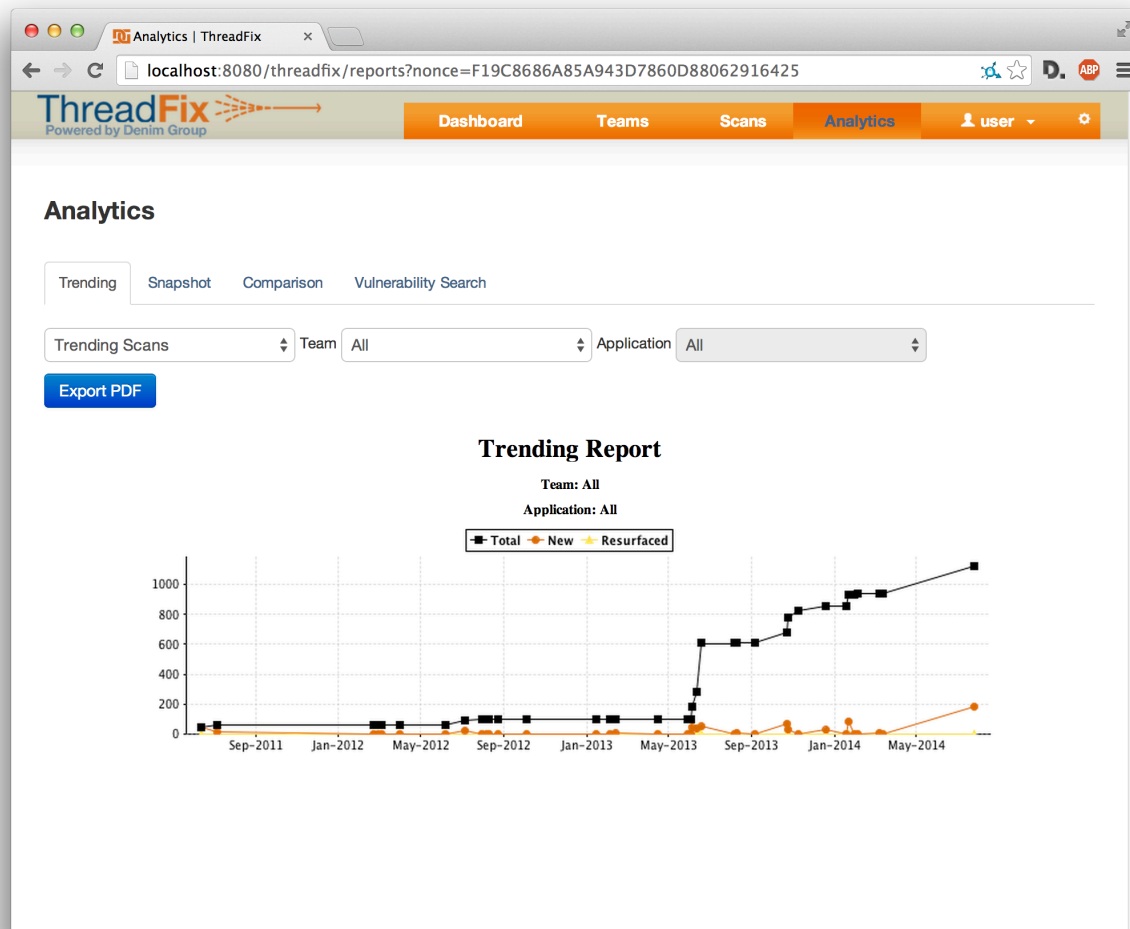 Analytics | ThreadFix
localhost:8080/threadfix/reports?nonce=F19C8686A85A943D7860D88062916425
D.
ABP
ThreadFix
Powered by Denim Group
Dashboard Teams Scans Analytics user
Analytics
Trending Snapshot Comparison Vulnerability Search
Trending Scans Team All Application All
Export PDF
Trending Report
Team: All
Application: All
Total New Resurfaced
1000
800
600
400
200
0
Sep-2011 Jan-2012 May-2012 Sep-2012 Jan-2013 May-2013 Sep-2013 Jan-2014 May-2014